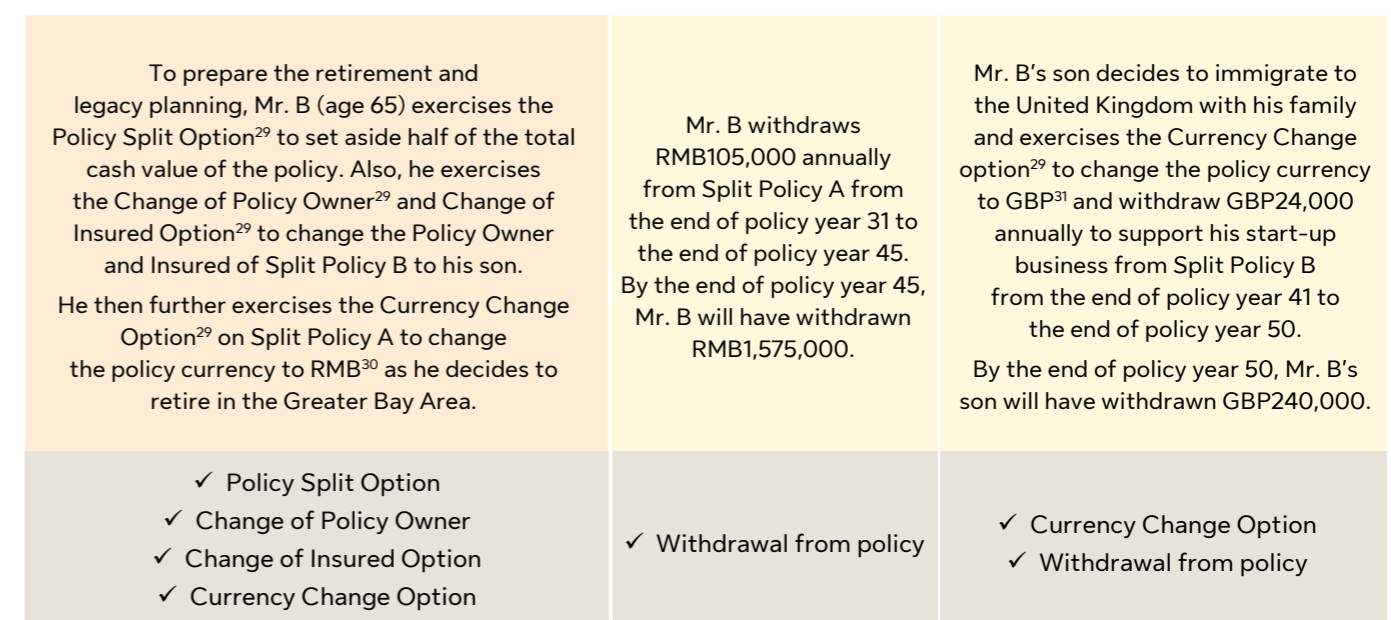 To prepare the retirement and
legacy planning, Mr. B (age 65) exercises the
Policy Split Option²⁹ to set aside half of the total
cash value of the policy. Also, he exercises
the Change of Policy Owner²⁹ and Change of
Insured Option²⁹ to change the Policy Owner
and Insured of Split Policy B to his son.
He then further exercises the Currency Change
Option²⁹ on Split Policy A to change
the policy currency to RMB³⁰ as he decides to
retire in the Greater Bay Area.
✓ Policy Split Option
✓ Change of Policy Owner
✓ Change of Insured Option
✓ Currency Change Option
Mr. B withdraws
RMB105,000 annually
from Split Policy A from
the end of policy year 31 to
the end of policy year 45.
By the end of policy year 45,
Mr. B will have withdrawn
RMB1,575,000.
✓ Withdrawal from policy
Mr. B's son decides to immigrate to
the United Kingdom with his family
and exercises the Currency Change
option²⁹ to change the policy currency
to GBP³¹ and withdraw GBP24,000
annually to support his start-up
business from Split Policy B
from the end of policy year 41 to
the end of policy year 50.
By the end of policy year 50, Mr. B's
son will have withdrawn GBP240,000.
✓ Currency Change Option
✓ Withdrawal from policy